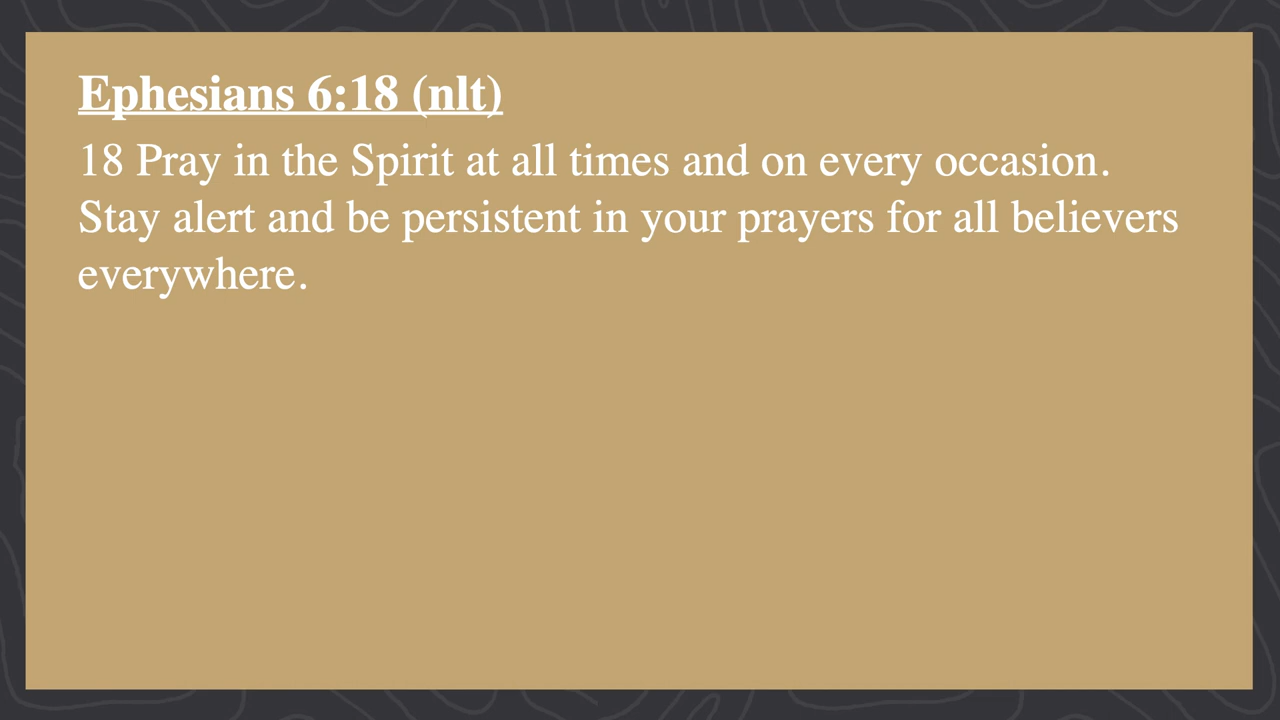 Ephesians 6:18 (nlt)
18 Pray in the Spirit at all times and on every occasion.
Stay alert and be persistent in your prayers for all believers
everywhere.